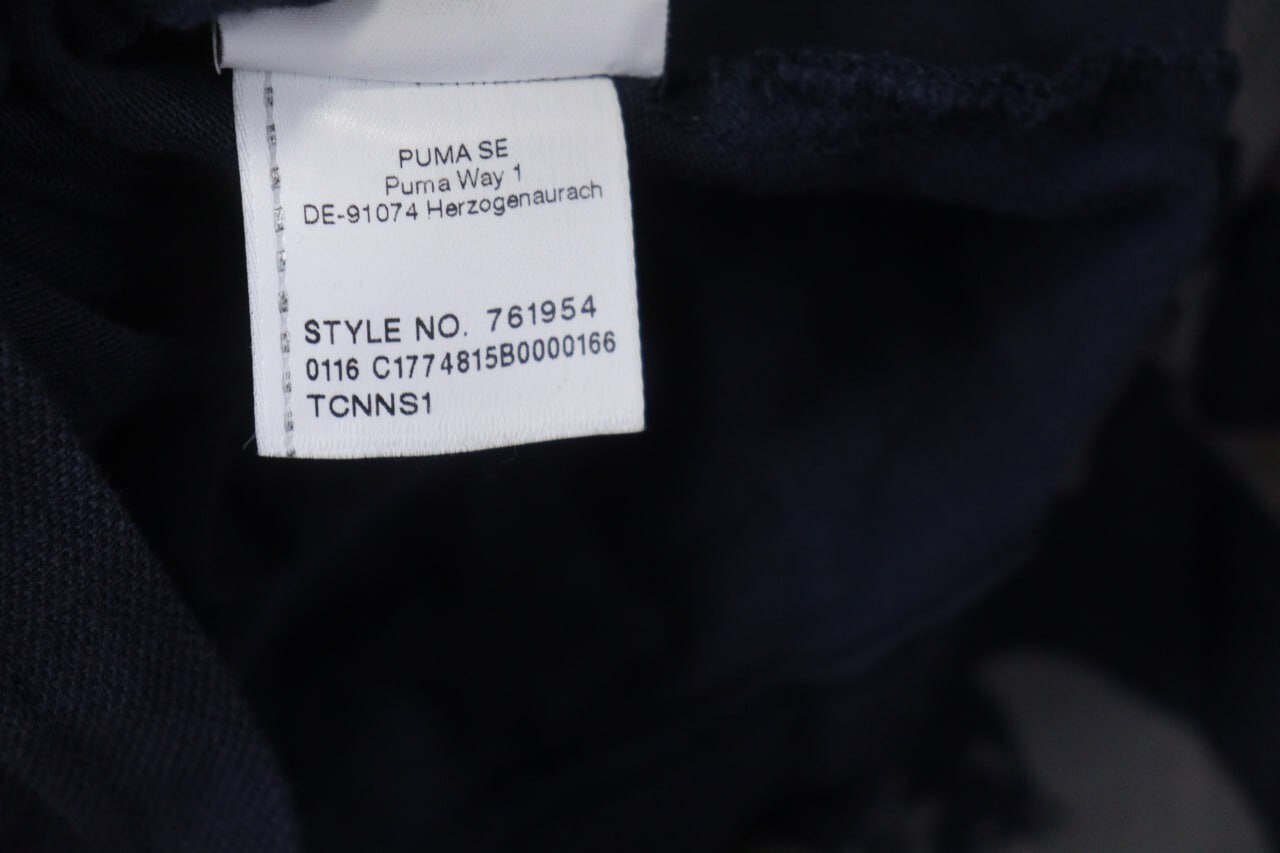 PUMA SE
Puma Way 1
DE-91074 Herzogenaurach
STYLE NO. 761954
0116 C1774815B0000166
TCNNS1